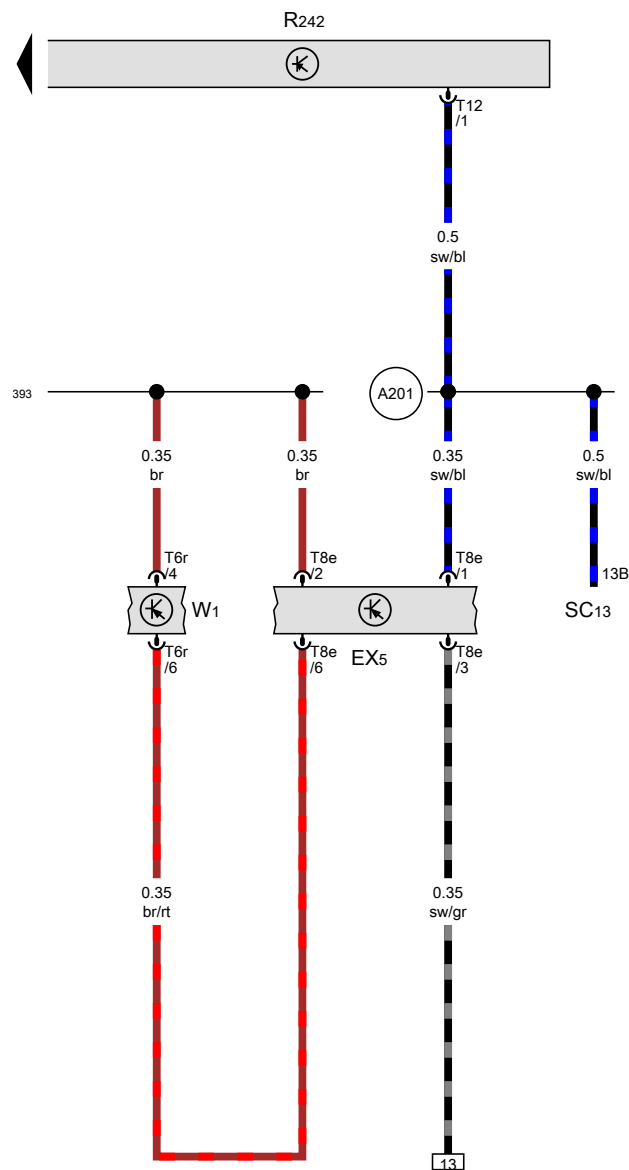 R242
T12
/1
0.5
sw/bl
393
A201
0.35
br
0.35
br
0.35
sw/bl
0.5
sw/bl
T6r
/4
T8e
/2
T8e
/1
13B
W1
SC13
T6r
/6
T8e
/6
EX5
T8e
/3
0.35
br/rt
0.35
sw/gr
13